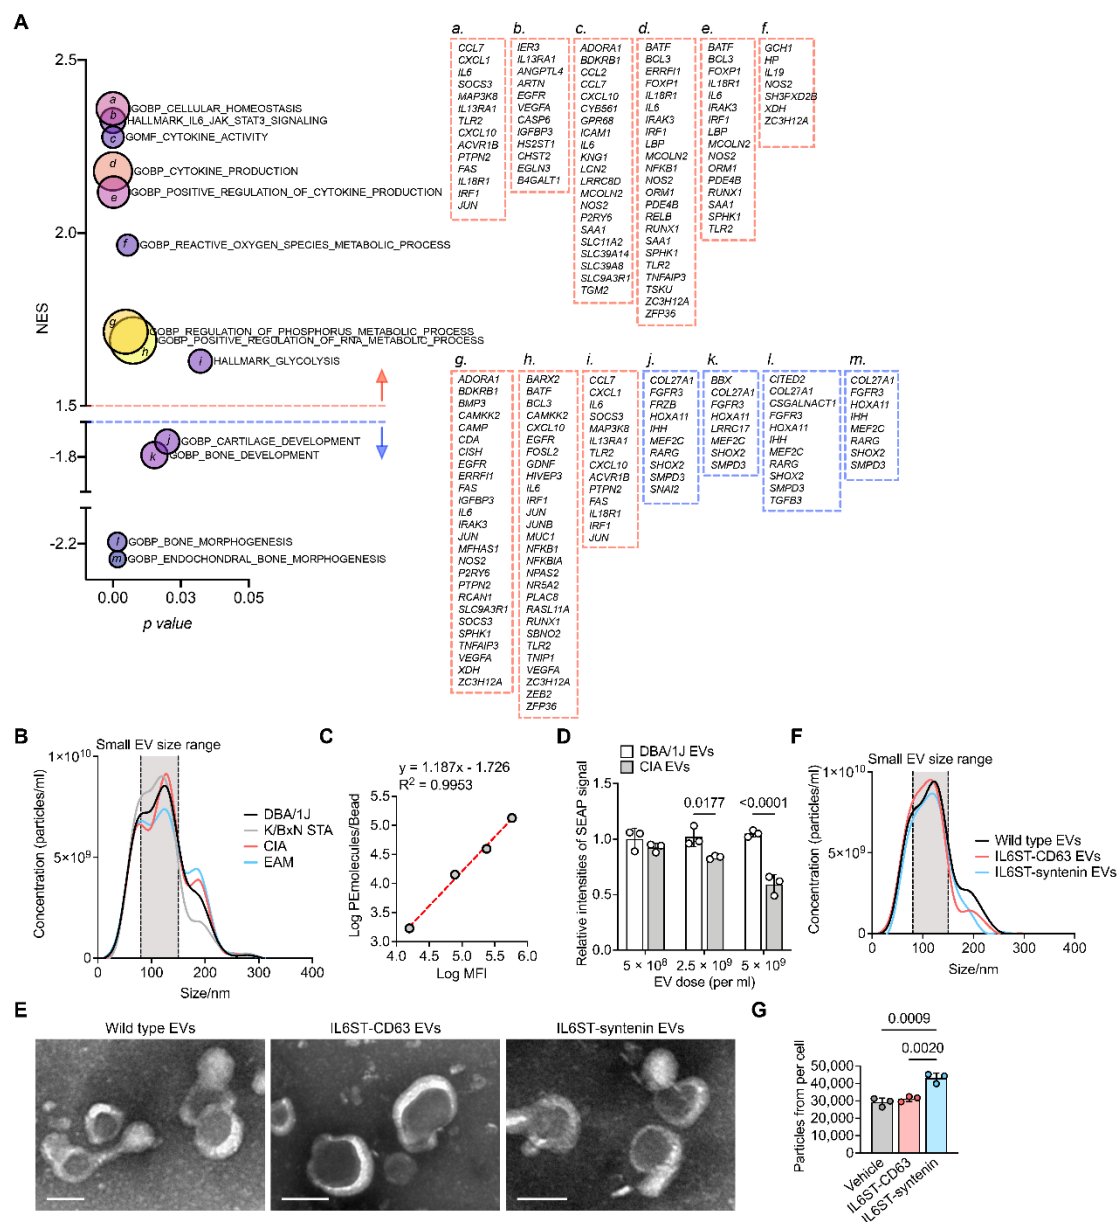 A
2.5
2.0
1.5
-1.8
-2.2
NES
0.00
0.03
0.05
p value
a
GOBP_CELLULAR_HOMEOSTASIS
b
HALLMARK_IL6_JAK_STAT3_SIGNALING
c
GOMF_CYTOKINE_ACTIVITY
d
GOBP_CYTOKINE_PRODUCTION
e
GOBP_POSITIVE_REGULATION_OF_CYTOKINE_PRODUCTION
f
GOBP_REACTIVE_OXYGEN_SPECIES_METABOLIC_PROCESS
g
GOBP_REGULATION_OF_PHOSPHORUS_METABOLIC_PROCESS
h
GOBP_POSITIVE_REGULATION_OF_RNA_METABOLIC_PROCESS
i
HALLMARK_GLYCOLYSIS
j
GOBP_CARTILAGE_DEVELOPMENT
k
GOBP_BONE_DEVELOPMENT
l
GOBP_BONE_MORPHOGENESIS
m
GOBP_ENDOCHONDRAL_BONE_MORPHOGENESIS
a.
CCL7
CXCL1
IL6
SOCS3
MAP3K8
IL13RA1
TLR2
CXCL10
ACVR1B
PTPN2
FAS
IL18R1
IRF1
JUN
b.
IER3
IL13RA1
ANGPTL4
ARTN
EGFR
VEGFA
CASP6
IGFBP3
HS2ST1
CHST2
EGLN3
B4GALT1
c.
ADORA1
BDKRB1
CCL2
CCL7
CXCL10
CYB561
GPR68
ICAM1
IL6
KNG1
LCN2
LRRC8D
MCOLN2
NOS2
P2RY6
SAA1
SLC11A2
SLC39A14
SLC39A8
SLC9A3R1
TGM2
d.
BATF
BCL3
ERRFI1
FOXP1
IL18R1
IL6
IRAK3
IRF1
LBP
MCOLN2
NFKB1
NOS2
ORM1
PDE4B
RELB
RUNX1
SAA1
SPHK1
TLR2
TNFAIP3
TSKU
ZC3H12A
ZFP36
e.
BATF
BCL3
FOXP1
IL18R1
IL6
IRAK3
IRF1
LBP
MCOLN2
NOS2
ORM1
PDE4B
RUNX1
SAA1
SPHK1
TLR2
f.
GCH1
HP
IL19
NOS2
SH3FXD2B
XDH
ZC3H12A
g.
ADORA1
BDKRB1
BMP3
CAMKK2
CAMP
CDA
CISH
EGFR
ERRFI1
FAS
IGFBP3
IL6
IRAK3
JUN
MFHAS1
NOS2
P2RY6
PTPN2
RCAN1
SLC9A3R1
SOCS3
SPHK1
TNFAIP3
VEGFA
XDH
ZC3H12A
h.
BARX2
BATF
BCL3
CAMKK2
CXCL10
EGFR
FOSL2
GDNF
HIVEP3
IL6
IRF1
JUN
JUNB
MUC1
NFKB1
NFKBIA
NPAS2
NR5A2
PLAC8
RASL11A
RUNX1
SBNO2
TLR2
TNIP1
VEGFA
ZC3H12A
ZEB2
ZFP36
i.
CCL7
CXCL1
IL6
SOCS3
MAP3K8
IL13RA1
TLR2
CXCL10
ACVR1B
PTPN2
FAS
IL18R1
IRF1
JUN
j.
COL27A1
FGFR3
FRZB
HOXA11
IHH
MEF2C
RARG
SHOX2
SMPD3
SNAI2
k.
BBX
COL27A1
FGFR3
HOXA11
LRRC17
MEF2C
SHOX2
SMPD3
l.
CITED2
COL27A1
CSGALNACT1
FGFR3
HOXA11
IHH
MEF2C
RARG
SHOX2
SMPD3
TGFB3
m.
COL27A1
FGFR3
HOXA11
IHH
MEF2C
RARG
SHOX2
SMPD3
B
Small EV size range
1×10¹⁰
5×10⁹
0
Concentration (particles/ml)
0 100 200 300 400
Size/nm
DBA/1J
K/BxN STA
CIA
EAM
C
y = 1.187x - 1.726
R² = 0.9953
5.0
4.5
4.0
3.5
3.0
Log PEmolecules/Bead
4.0 4.5 5.0 5.5 6.0
Log MFI
D
DBA/1J EVs
CIA EVs
0.0177
<0.0001
1.5
1.0
0.5
0.0
Relative intensities of SEAP signal
5 × 10⁸
2.5 × 10⁹
5 × 10⁹
EV dose (per ml)
F
Small EV size range
1×10¹⁰
5×10⁹
0
Concentration (particles/ml)
0 100 200 300 400
Size/nm
Wild type EVs
IL6ST-CD63 EVs
IL6ST-syntenin EVs
E
Wild type EVs
IL6ST-CD63 EVs
IL6ST-syntenin EVs
G
0.0009
0.0020
50,000
40,000
30,000
20,000
10,000
0
Particles from per cell
Vehicle
IL6ST-CD63
IL6ST-syntenin